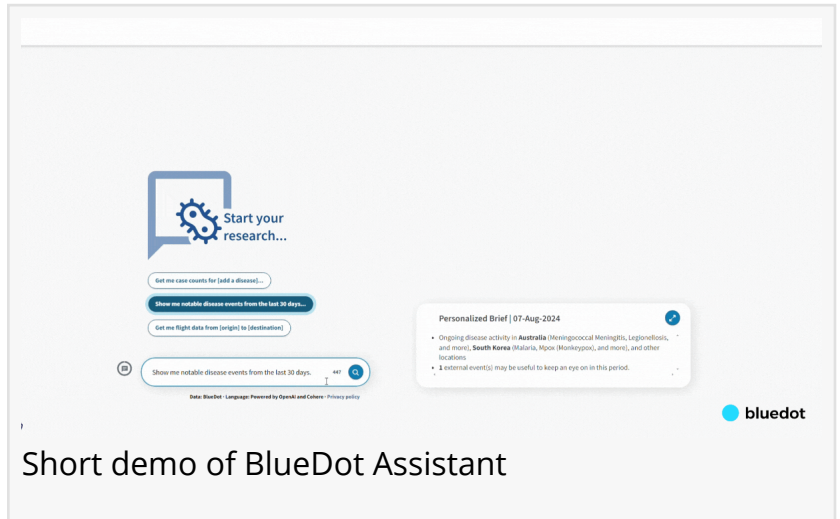 Start your
research...
Get me case counts for [add a disease]...
Show me notable disease events from the last 30 days...
Get me flight data from [origin] to [destination]
Show me notable disease events from the last 30 days.
447
Data: BlueDot - Language: Powered by OpenAI and Cohere - Privacy policy
Personalized Brief | 07-Aug-2024
• Ongoing disease activity in Australia (Meningococcal Meningitis, Legionellosis,
and more), South Korea (Malaria, Mpox (Monkeypox), and more), and other
locations
• 1 external event(s) may be useful to keep an eye on in this period.
bluedot
Short demo of BlueDot Assistant